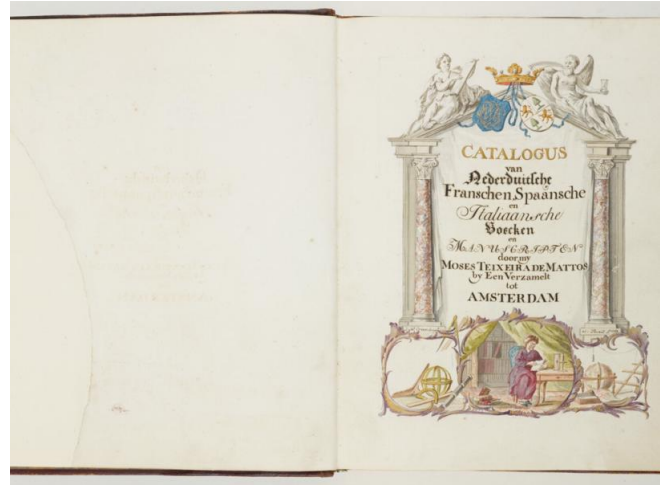 CATALOGUS
van
Nederduitsche
Franschen, Spaansche
en
Italiaansche
Boecken
en
MANUSCRIPTEN
door my
MOSES TEIXEIRA DE MATTOS
by Een Verzamelt
tot
AMSTERDAM